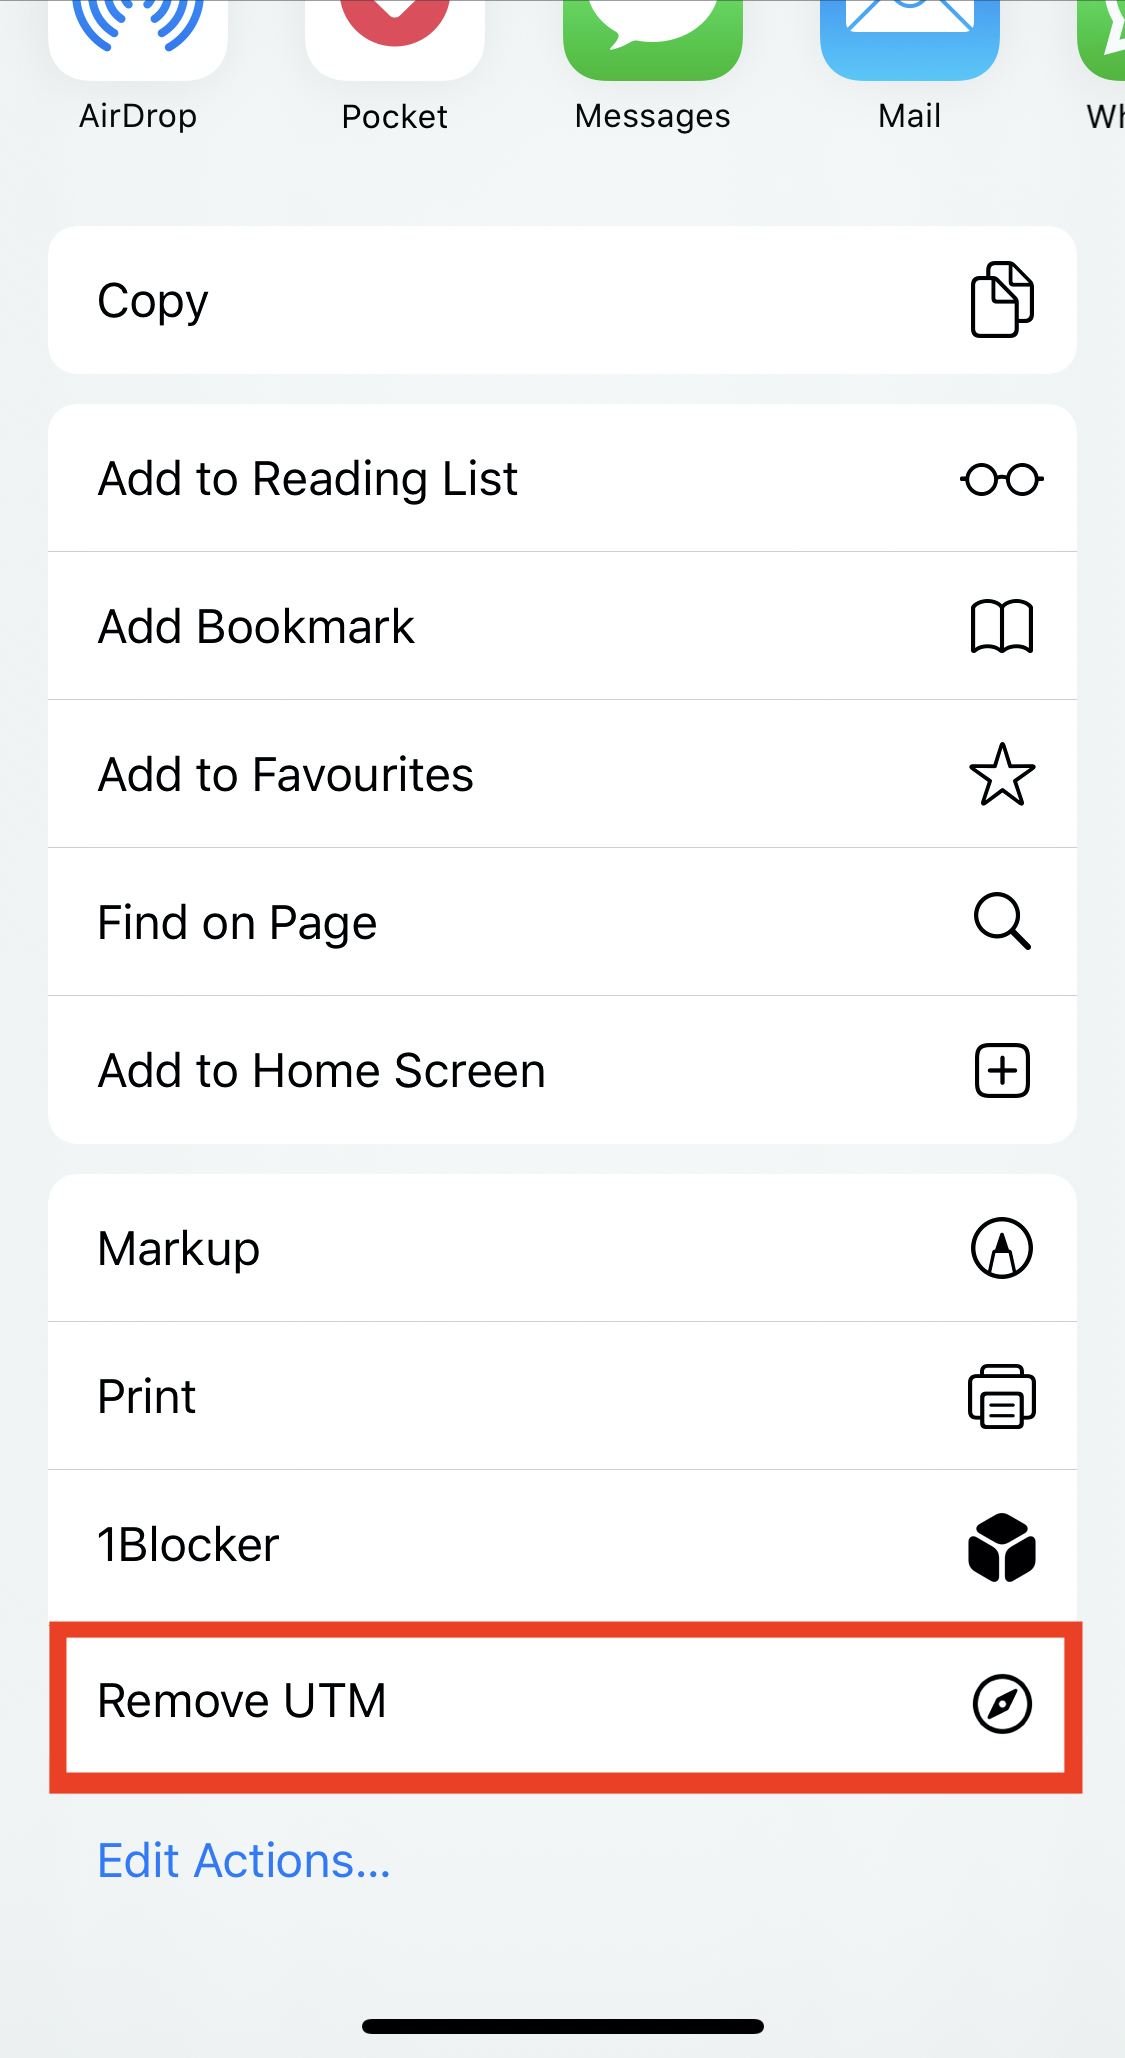 AirDrop
Pocket
Messages
Mail
Copy
Add to Reading List
Add Bookmark
Add to Favourites
Find on Page
Add to Home Screen
Markup
Print
1Blocker
Remove UTM
Edit Actions...